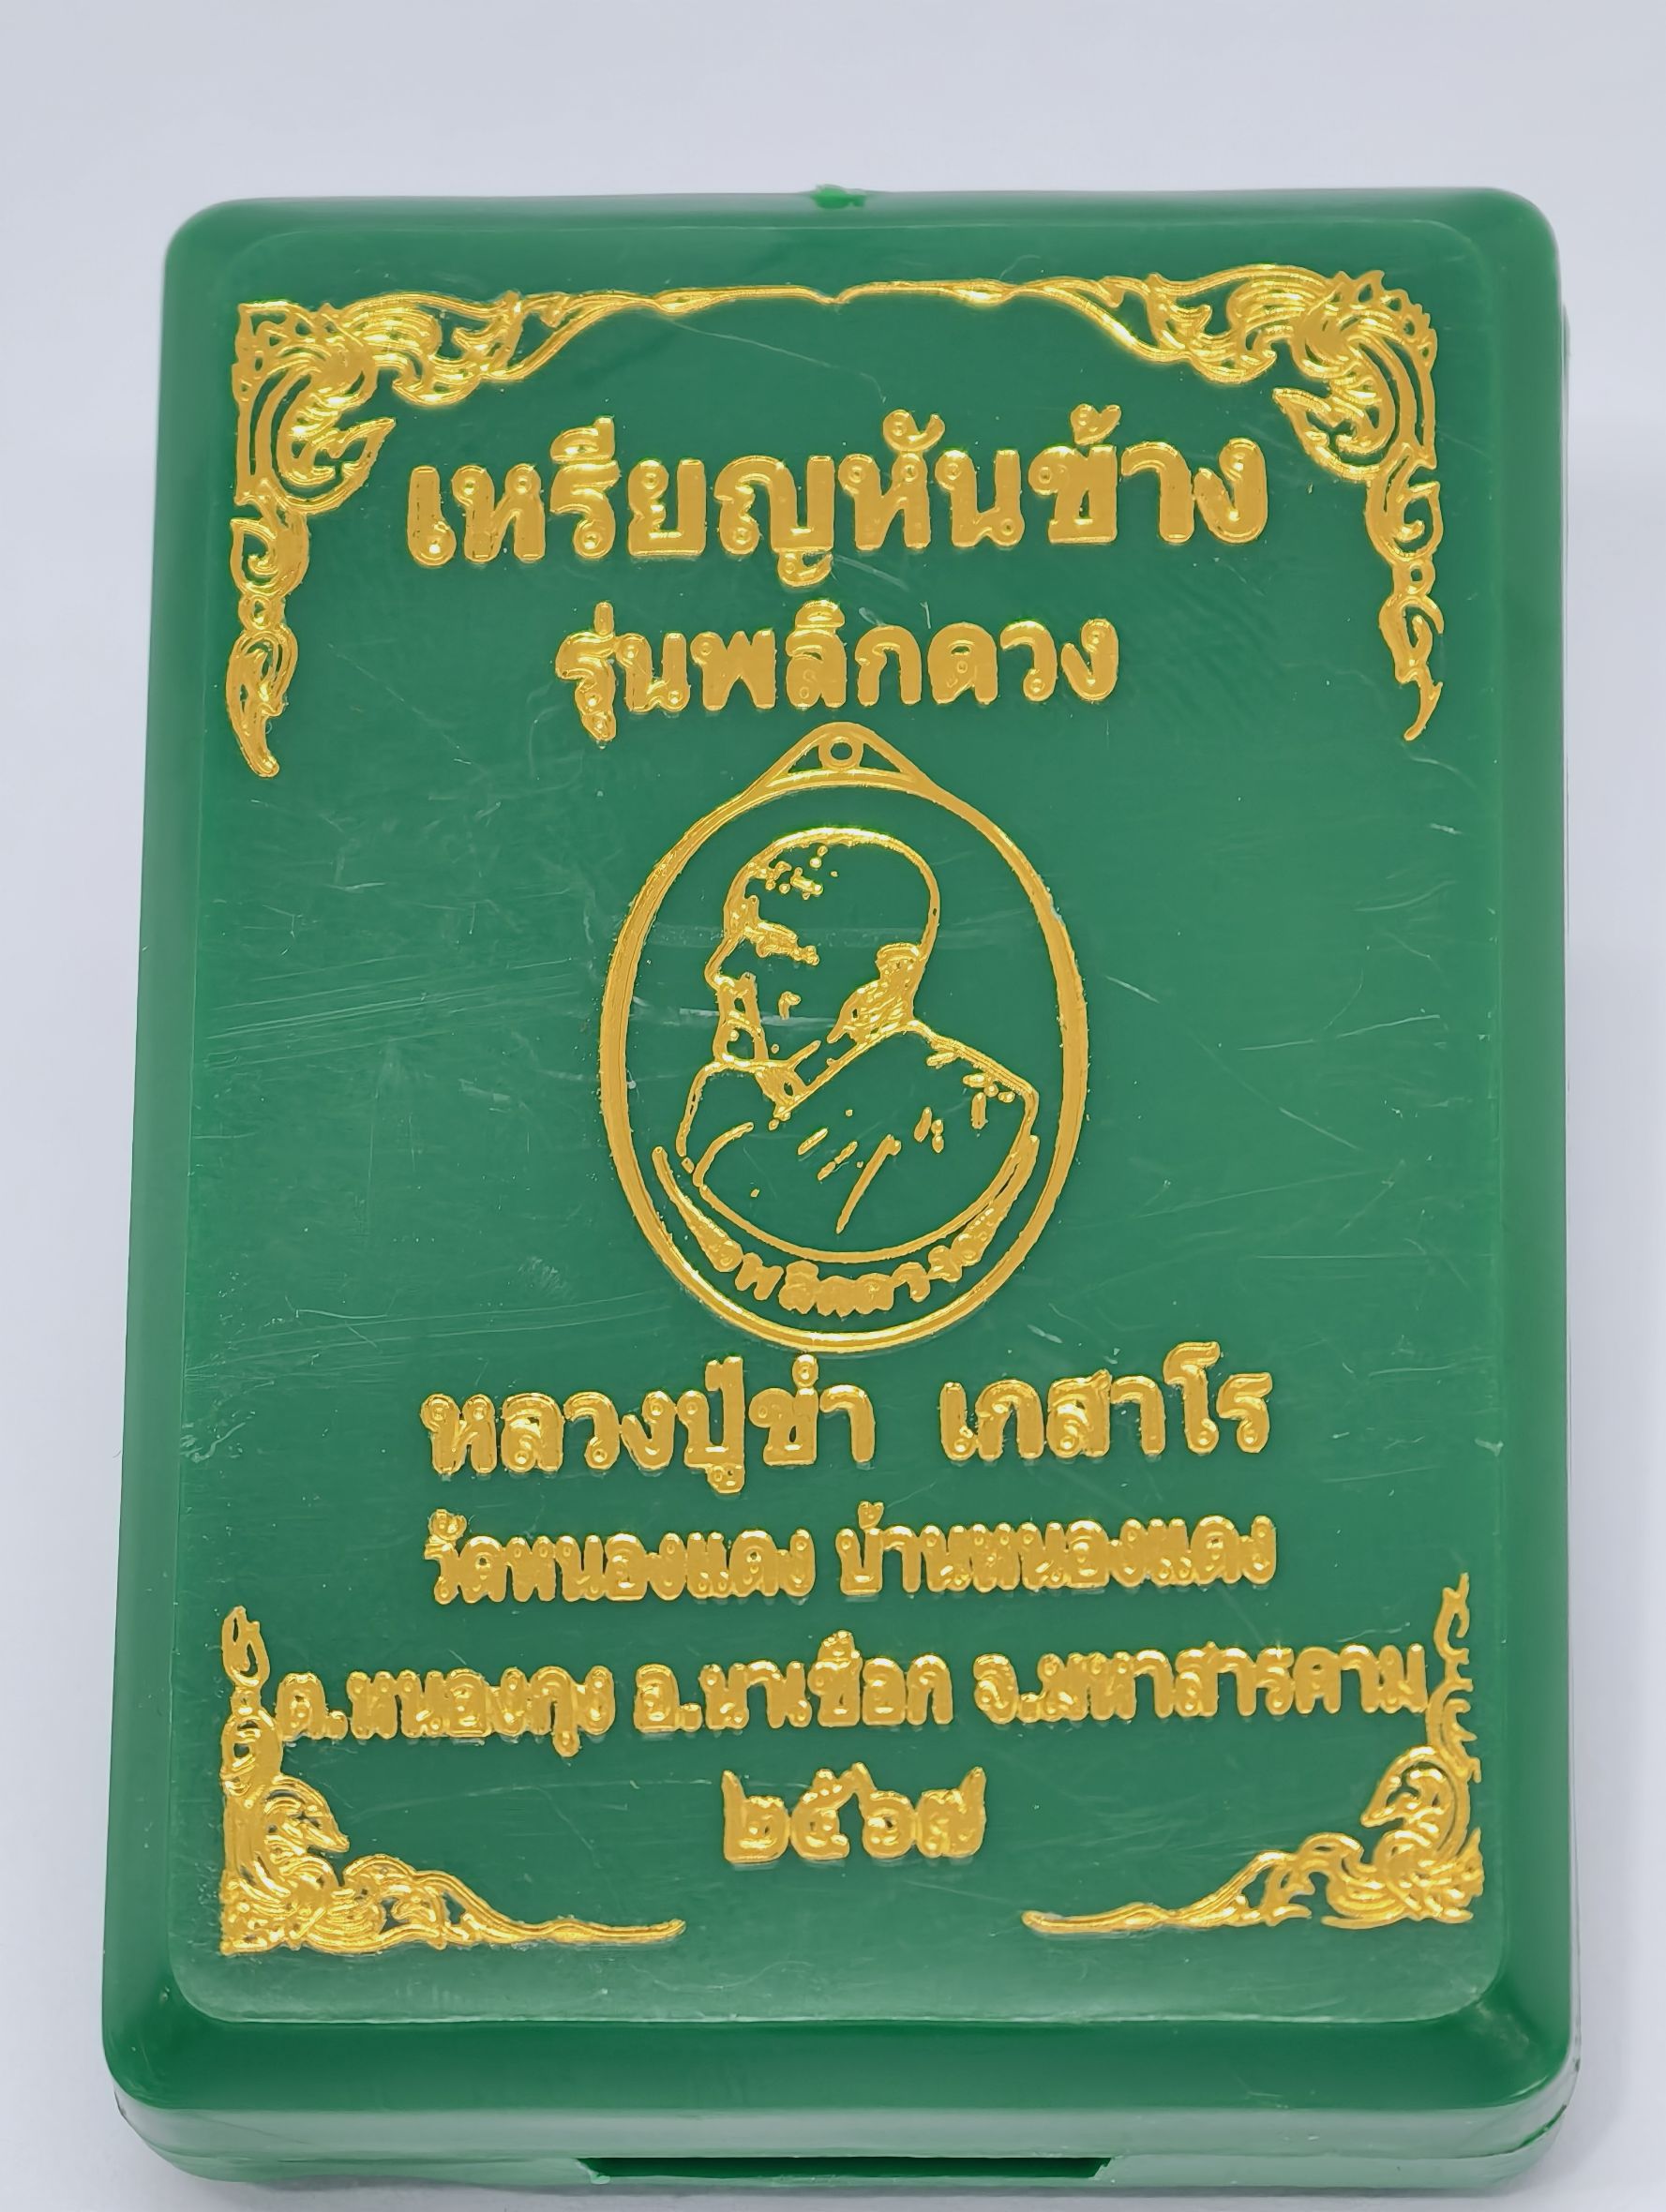 เหรียญหันข้าง
รุ่นพลิกดวง
พลิกดวง
หลวงปู่ขำ เกสาโร
วัดหนองแดง บ้านหนองแดง
ต.หนองกุง อ.นาเชือก จ.มหาสารคาม
๒๕๖๗